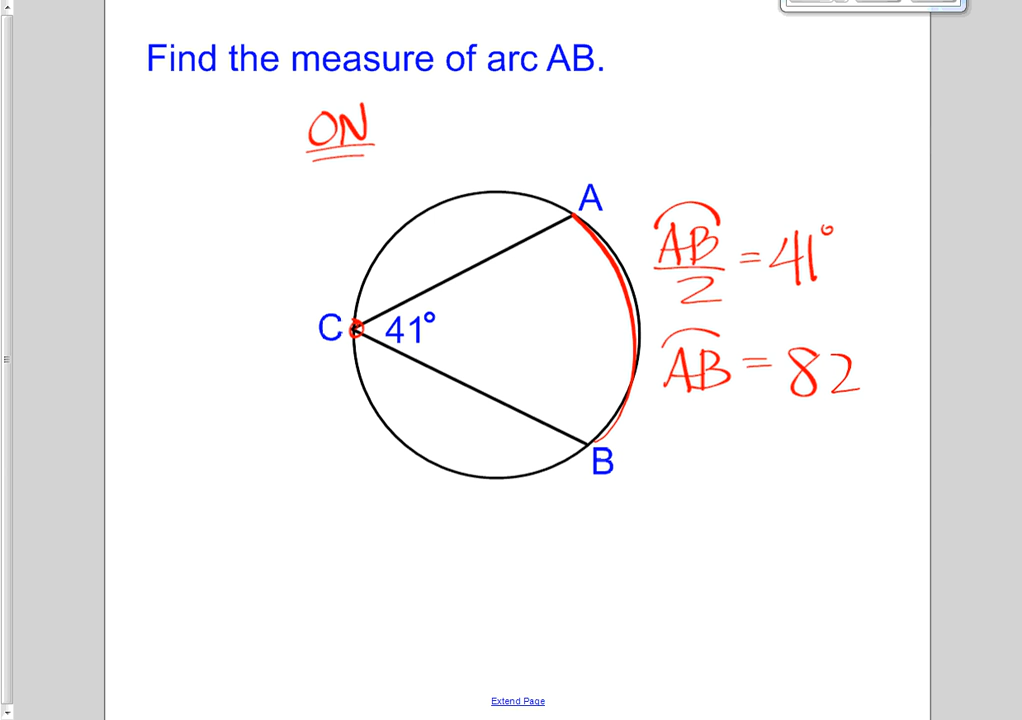 Find the measure of arc AB.
ON
A
AB/2 = 41°
C 41°
AB = 82
B
Extend Page